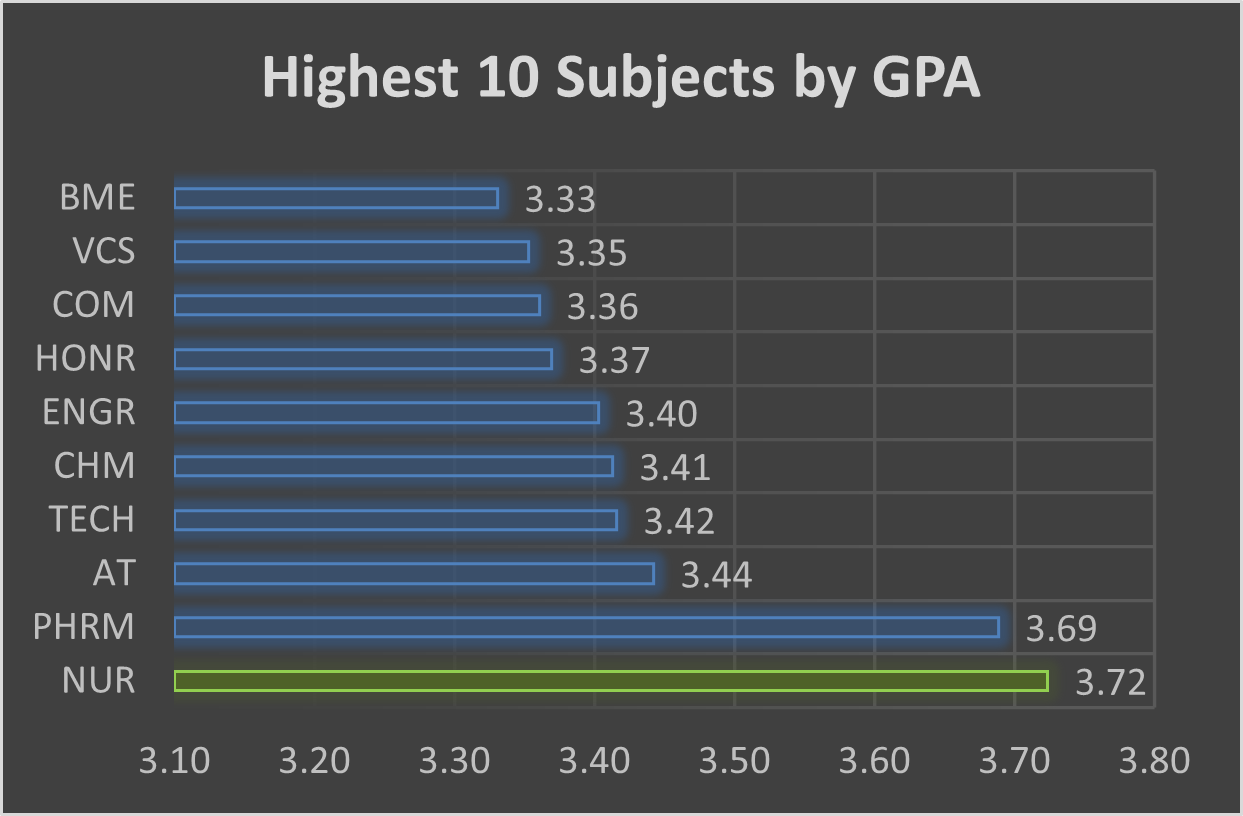 Highest 10 Subjects by GPA
BME 3.33
VCS 3.35
COM 3.36
HONR 3.37
ENGR 3.40
CHM 3.41
TECH 3.42
AT 3.44
PHRM 3.69
NUR 3.72
3.10 3.20 3.30 3.40 3.50 3.60 3.70 3.80